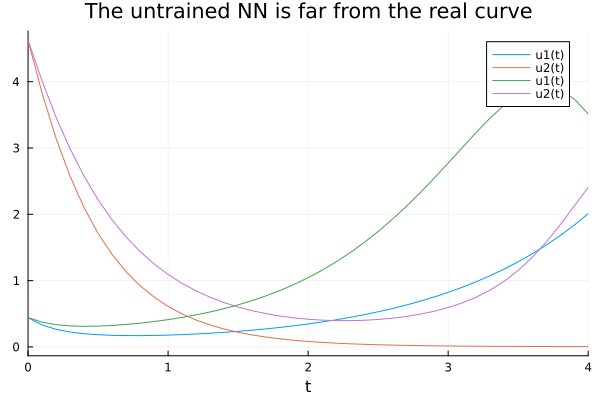 The untrained NN is far from the real curve
u1(t)
u2(t)
u1(t)
u2(t)
4
3
2
1
0
0 1 2 3 4
t